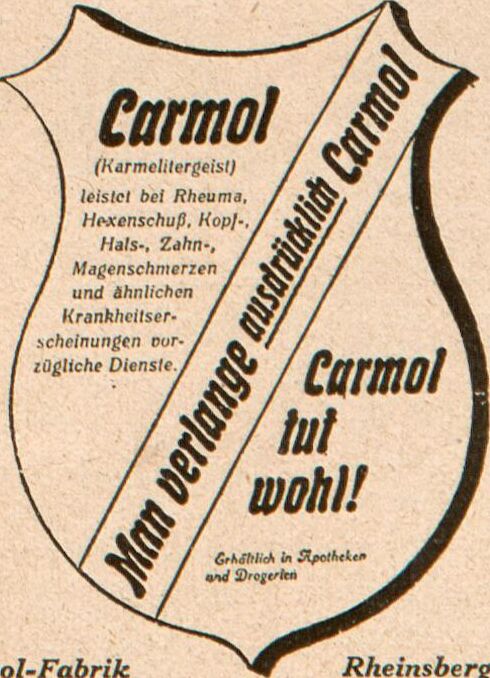 Carmol
(Karmelitergeist)
leistet bei Rheuma,
Hexenschuß, Kopf-,
Hals-, Zahn-,
Magenschmerzen
und ähnlichen
Krankheitser-
scheinungen vor-
zügliche Dienste.
Man verlange ausdrücklich Carmol
Carmol
tut
wohl!
Erhältlich in Apotheken
und Drogerien
ol-Fabrik Rheinsberg